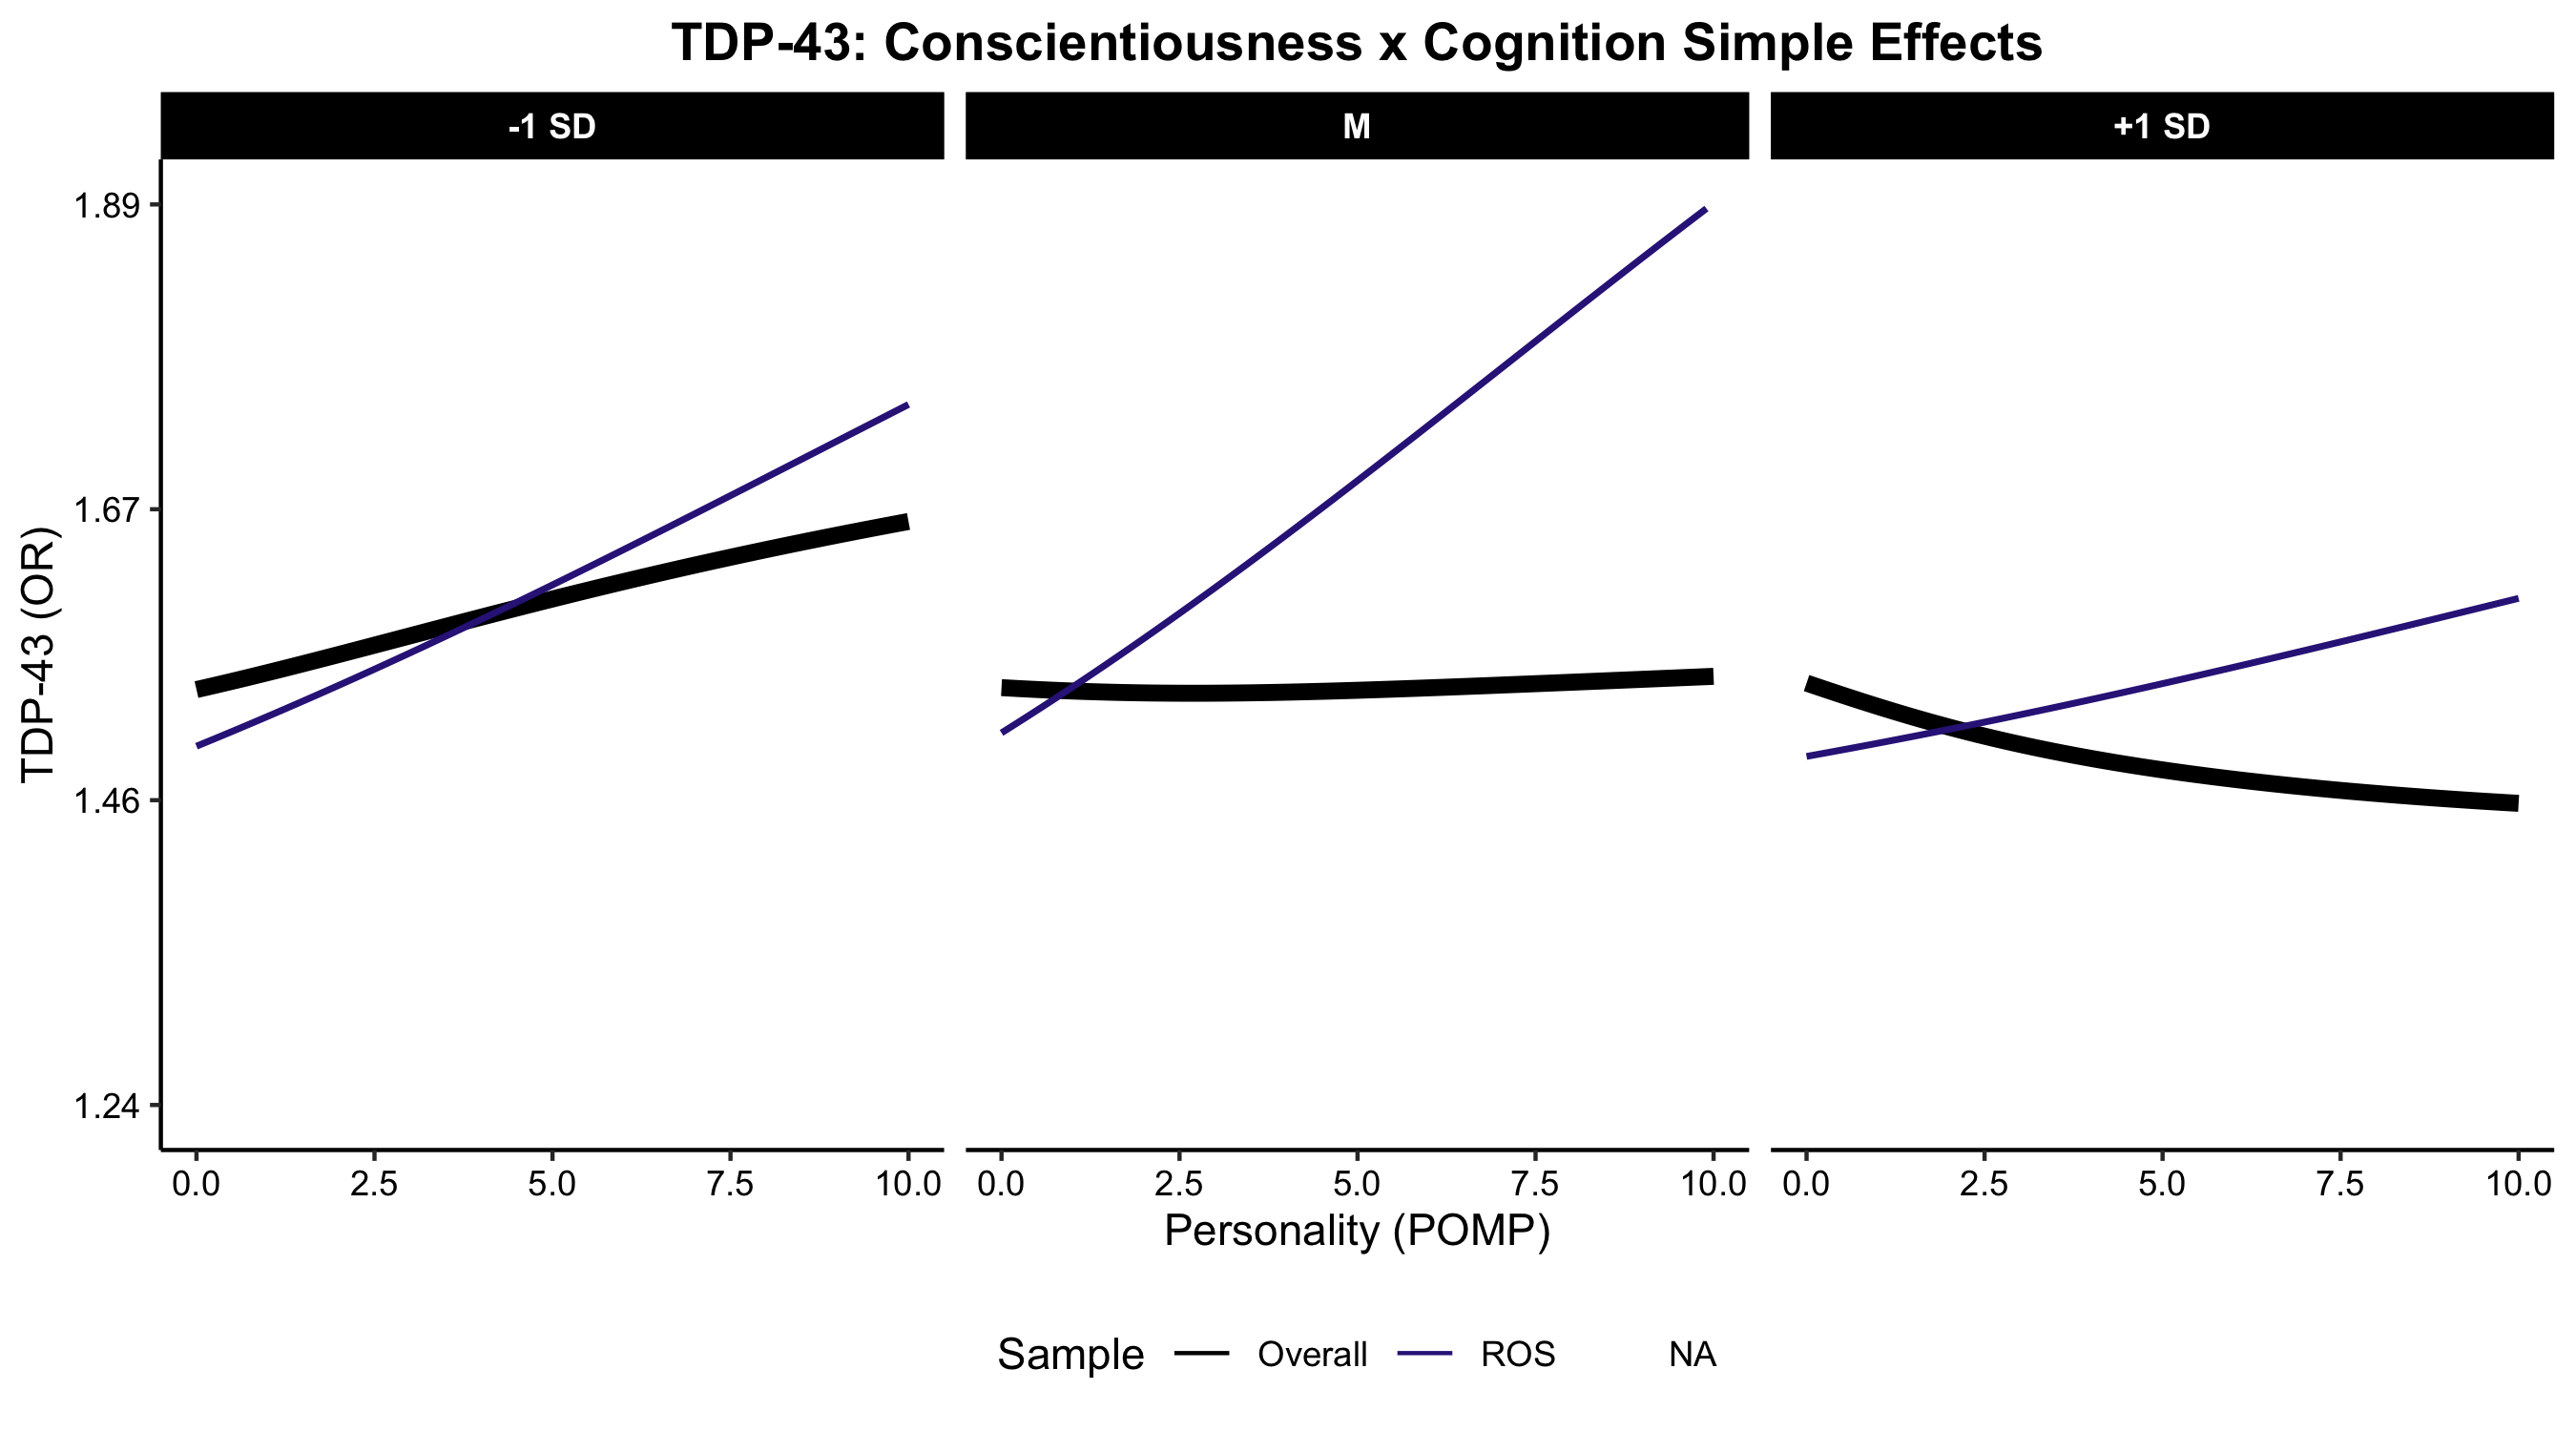 TDP-43: Conscientiousness x Cognition Simple Effects
-1 SD M +1 SD
1.89
1.67
1.46
1.24
TDP-43 (OR)
0.0 2.5 5.0 7.5 10.0 0.0 2.5 5.0 7.5 10.0 0.0 2.5 5.0 7.5 10.0
Personality (POMP)
Sample Overall ROS NA